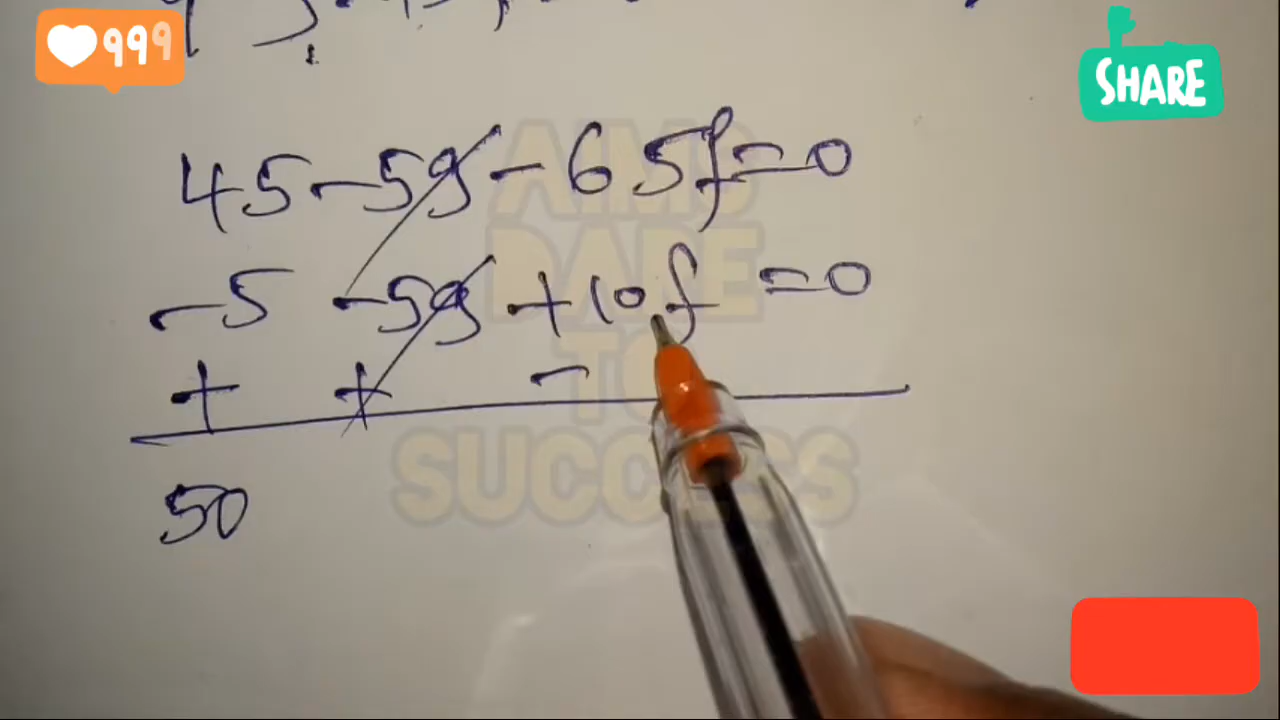 999
SHARE
45-5g-65f=0
-5 -5g+10f =0
+ + -
50
AIMS
DARE
TO
SUCCESS